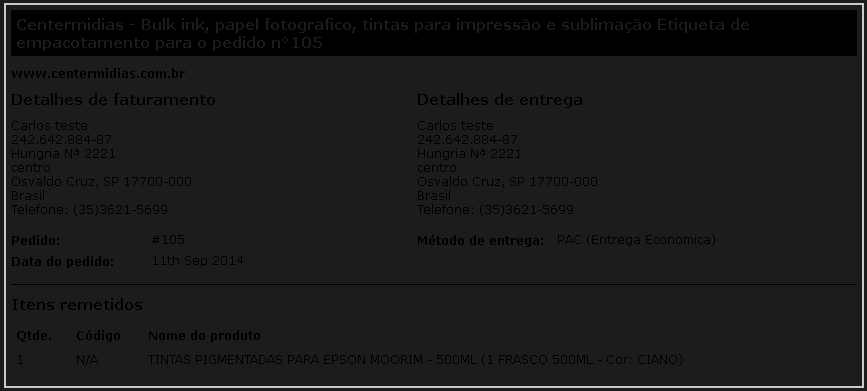 Centermidias - Bulk ink, papel fotografico, tintas para impressão e sublimação Etiqueta de
empacotamento para o pedido n°105
www.centermidias.com.br
Detalhes de faturamento
Carlos teste
242.642.884-87
Hungria Nª 2221
centro
Osvaldo Cruz, SP 17700-000
Brasil
Telefone: (35)3621-5699
Detalhes de entrega
Carlos teste
242.642.884-87
Hungria Nª 2221
centro
Osvaldo Cruz, SP 17700-000
Brasil
Telefone: (35)3621-5699
Pedido: #105
Data do pedido: 11th Sep 2014
Método de entrega: PAC (Entrega Economica)
Itens remetidos
Qtde. Código Nome do produto
1 N/A TINTAS PIGMENTADAS PARA EPSON MOORIM - 500ML (1 FRASCO 500ML - Cor: CIANO)